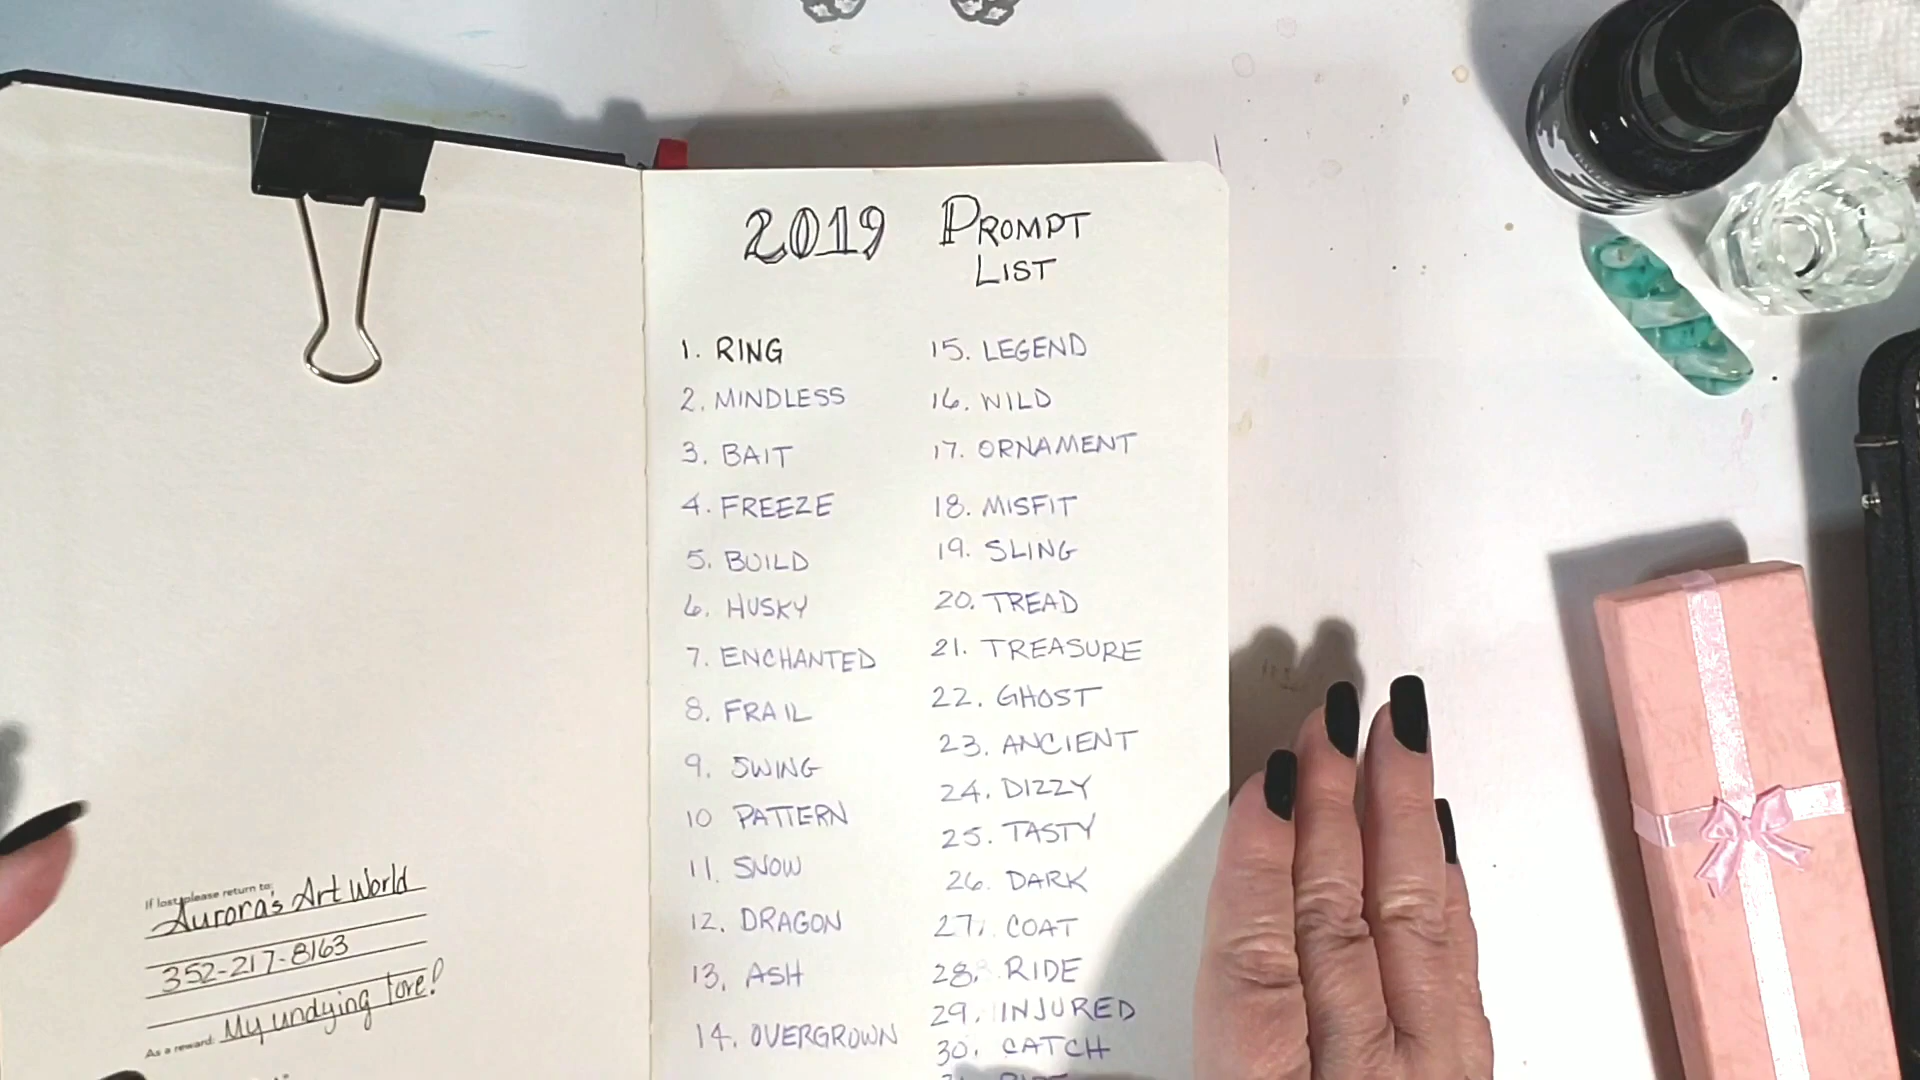 If lost, please return to:
Aurora's Art World
352-217-8163
As a reward: My undying love!
2019 PROMPT
LIST
1. RING
2. MINDLESS
3. BAIT
4. FREEZE
5. BUILD
6. HUSKY
7. ENCHANTED
8. FRAIL
9. SWING
10 PATTERN
11. SNOW
12. DRAGON
13. ASH
14. OVERGROWN
15. LEGEND
16. WILD
17. ORNAMENT
18. MISFIT
19. SLING
20. TREAD
21. TREASURE
22. GHOST
23. ANCIENT
24. DIZZY
25. TASTY
26. DARK
27. COAT
28. RIDE
29. INJURED
30. CATCH